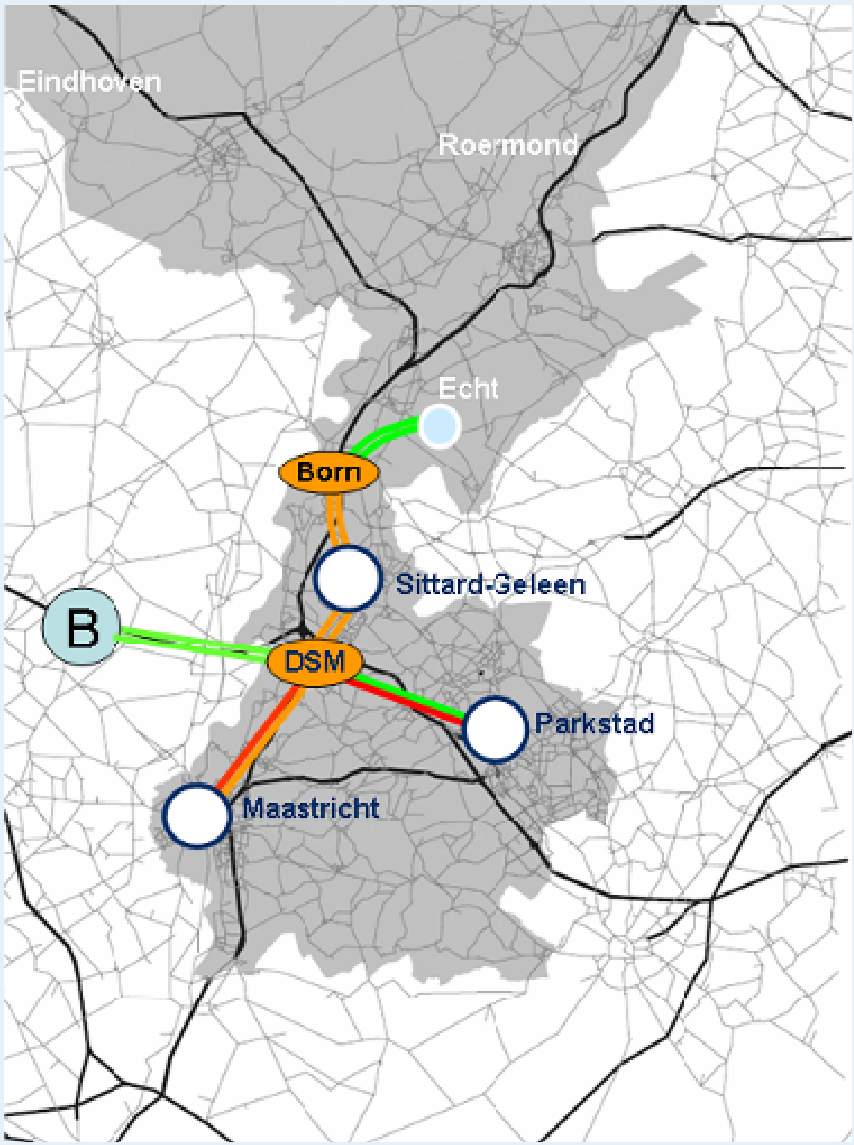 Eindhoven
Roermond
Echt
Born
Sittard-Geleen
B
DSM
Parkstad
Maastricht